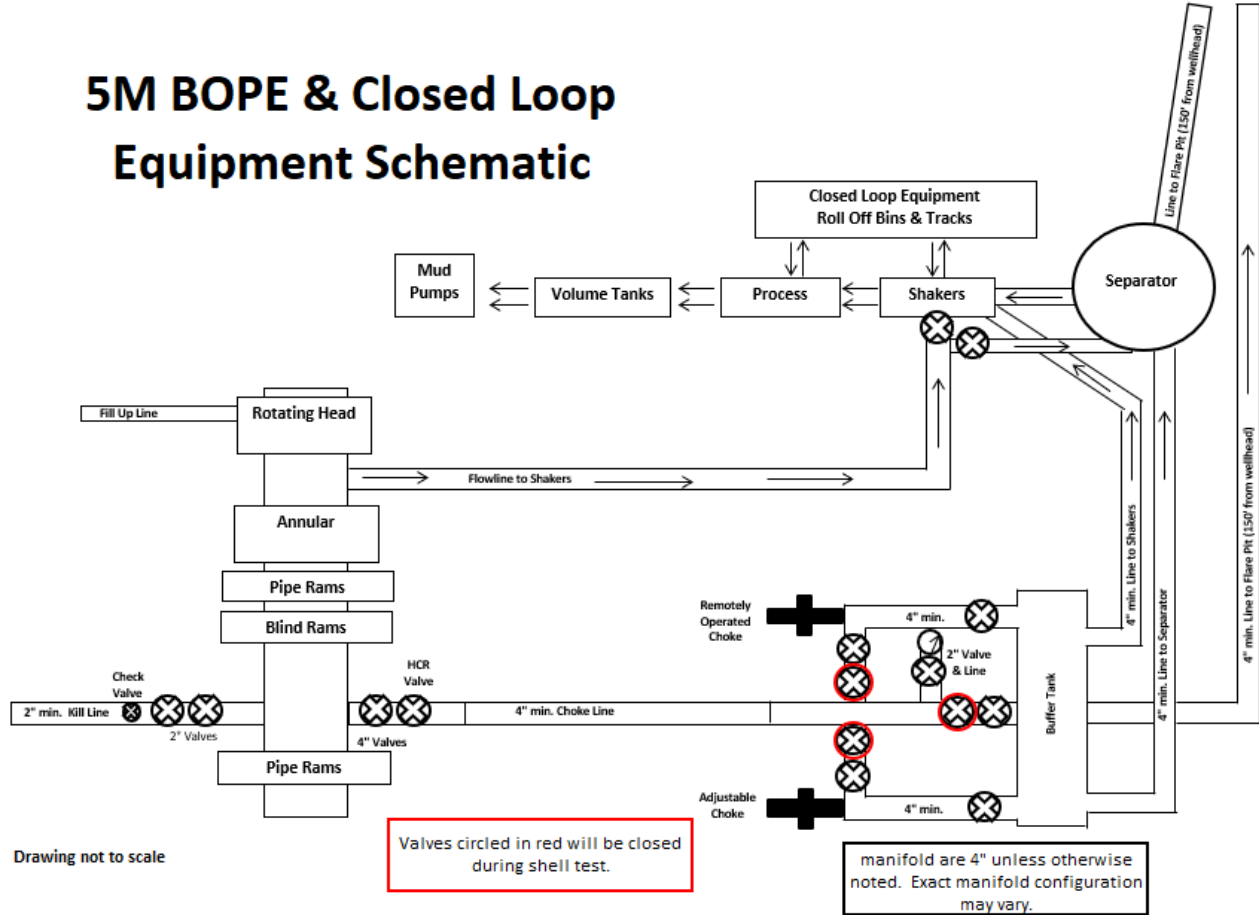 5M BOPE & Closed Loop
Equipment Schematic
Line to Flare Pit (150' from wellhead)
Closed Loop Equipment
Roll Off Bins & Tracks
Mud
Pumps
Volume Tanks
Process
Shakers
Separator
Fill Up Line
Rotating Head
Flowline to Shakers
Annular
Pipe Rams
Blind Rams
Check
Valve
HCR
Valve
2" min. Kill Line
2" Valves
4" Valves
4" min. Choke Line
Pipe Rams
Remotely
Operated
Choke
4" min.
2" Valve
& Line
Adjustable
Choke
4" min.
Buffer Tank
4" min. Line to Shakers
4" min. Line to Separator
4" min. Line to Flare Pit (150' from wellhead)
Drawing not to scale
Valves circled in red will be closed
during shell test.
manifold are 4" unless otherwise
noted. Exact manifold configuration
may vary.